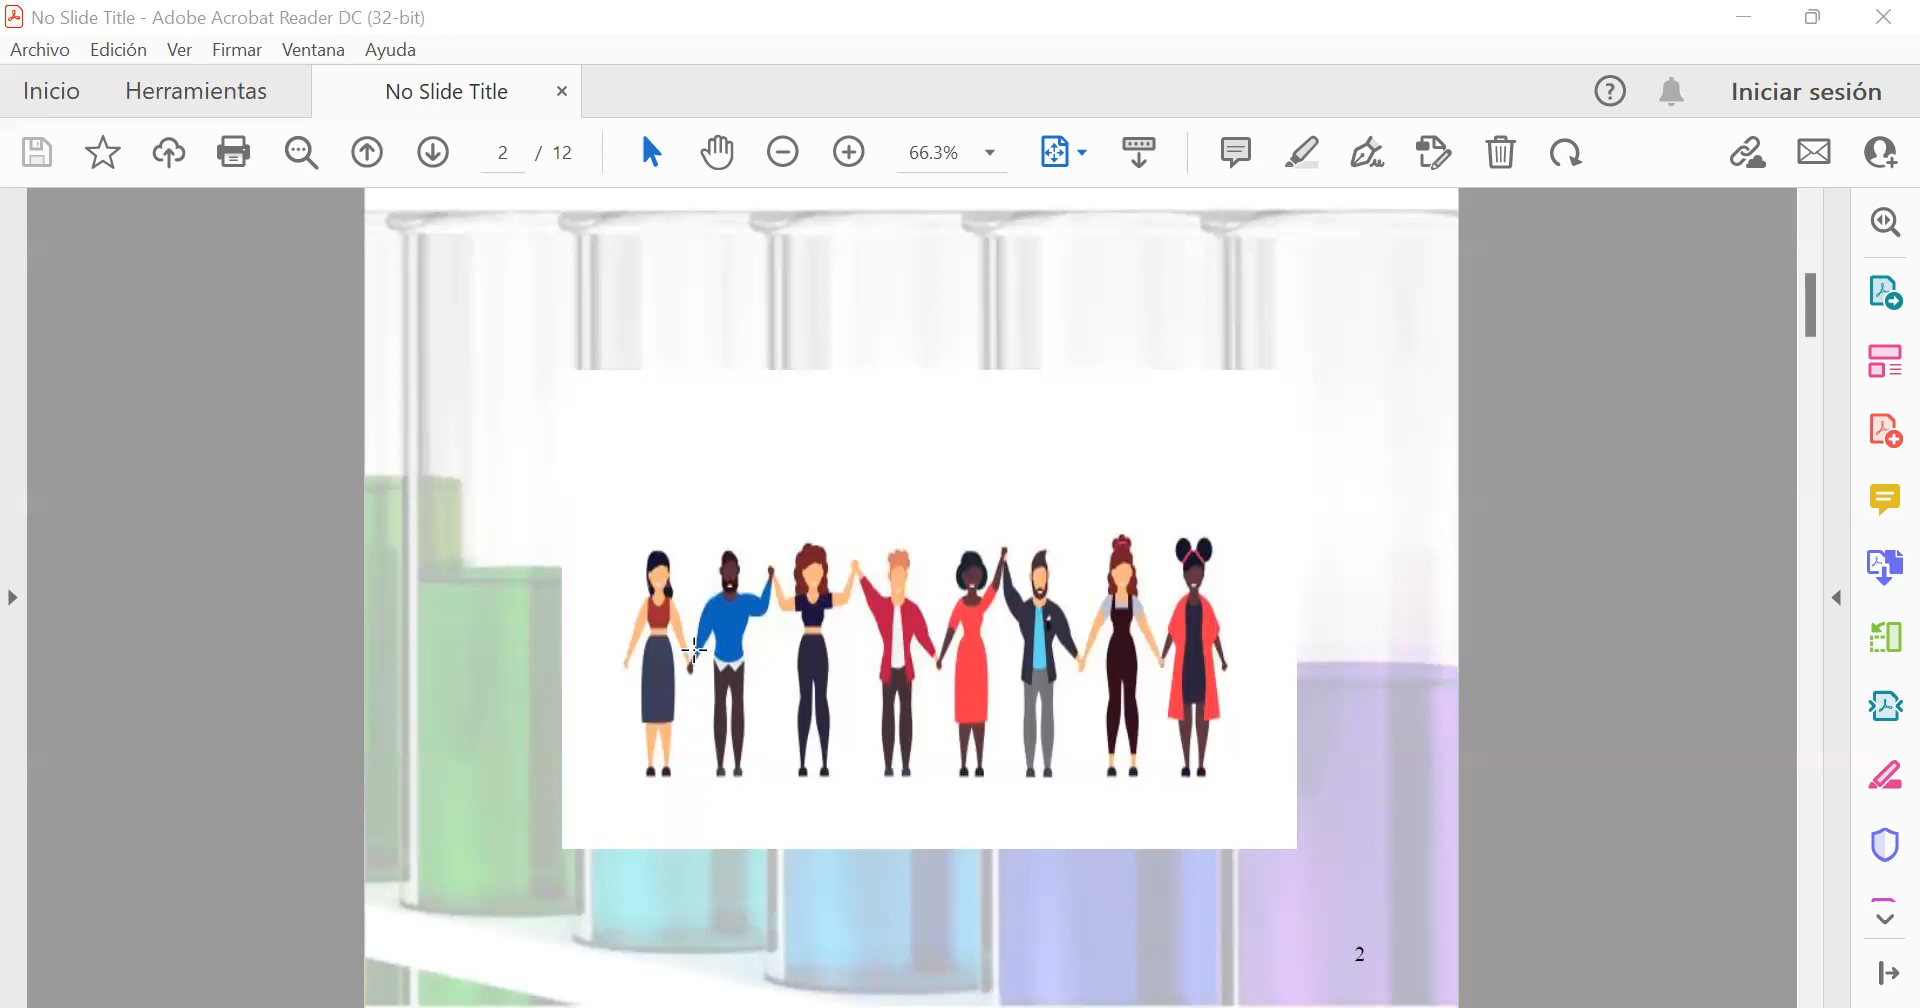 No Slide Title - Adobe Acrobat Reader DC (32-bit)
Archivo Edición Ver Firmar Ventana Ayuda
Inicio Herramientas No Slide Title × Iniciar sesión
2 / 12 66.3%
2